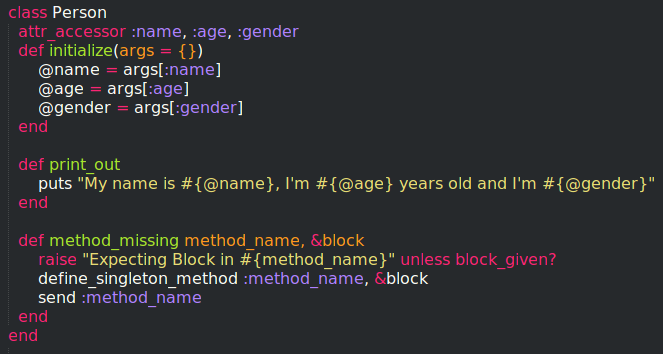 class Person
attr_accessor :name, :age, :gender
def initialize(args = {})
@name = args[:name]
@age = args[:age]
@gender = args[:gender]
end
def print_out
puts "My name is #{@name}, I'm #{@age} years old and I'm #{@gender}"
end
def method_missing method_name, &block
raise "Expecting Block in #{method_name}" unless block_given?
define_singleton_method :method_name, &block
send :method_name
end
end